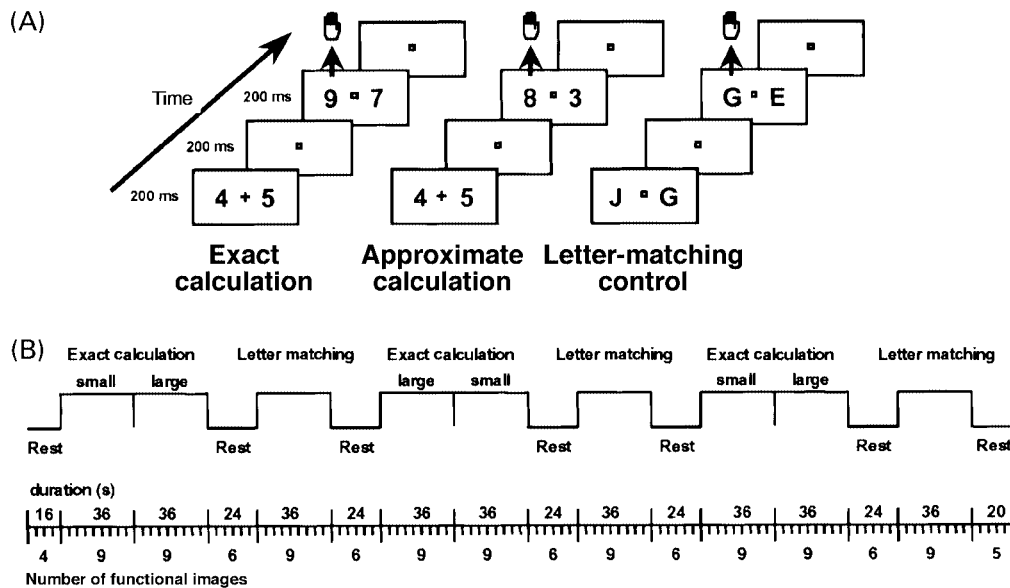 (A)
Time
200 ms 9 7 8 3 G E
200 ms
200 ms 4 + 5 4 + 5 J G
Exact Approximate Letter-matching
calculation calculation control
(B)
Exact calculation Letter matching Exact calculation Letter matching Exact calculation Letter matching
small large large small small large
Rest Rest Rest Rest Rest Rest Rest
duration (s)
16 36 36 24 36 24 36 36 24 36 24 36 36 24 36 20
4 9 9 6 9 6 9 9 6 9 6 9 9 6 9 5
Number of functional images